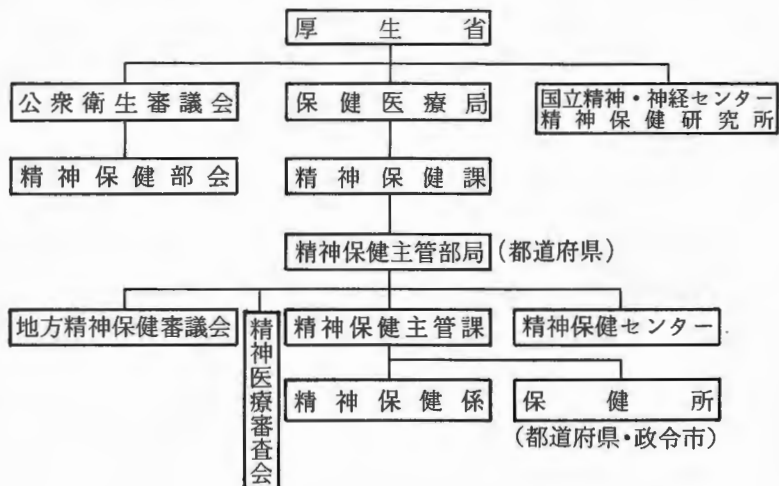 厚生省
公衆衛生審議会
保健医療局
国立精神・神経センター
精神保健研究所
精神保健部会
精神保健課
精神保健主管部局(都道府県)
地方精神保健審議会
精神医療審査会
精神保健主管課
精神保健センター
精神保健係
保健所
(都道府県・政令市)